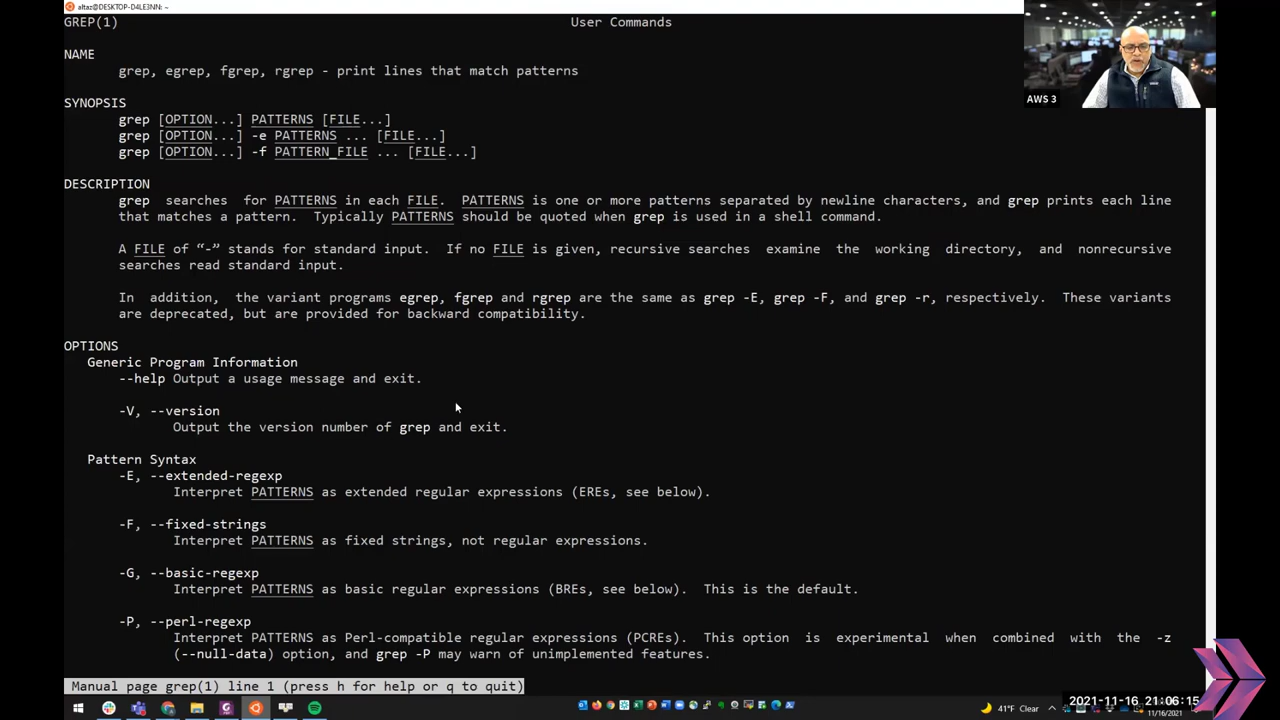 altaz@DESKTOP-D4LE3NN: ~
GREP(1) User Commands
NAME
grep, egrep, fgrep, rgrep - print lines that match patterns
SYNOPSIS
grep [OPTION...] PATTERNS [FILE...]
grep [OPTION...] -e PATTERNS ... [FILE...]
grep [OPTION...] -f PATTERN_FILE ... [FILE...]
DESCRIPTION
grep searches for PATTERNS in each FILE. PATTERNS is one or more patterns separated by newline characters, and grep prints each line
that matches a pattern. Typically PATTERNS should be quoted when grep is used in a shell command.
A FILE of “-” stands for standard input. If no FILE is given, recursive searches examine the working directory, and nonrecursive
searches read standard input.
In addition, the variant programs egrep, fgrep and rgrep are the same as grep -E, grep -F, and grep -r, respectively. These variants
are deprecated, but are provided for backward compatibility.
OPTIONS
Generic Program Information
--help Output a usage message and exit.
-V, --version
Output the version number of grep and exit.
Pattern Syntax
-E, --extended-regexp
Interpret PATTERNS as extended regular expressions (EREs, see below).
-F, --fixed-strings
Interpret PATTERNS as fixed strings, not regular expressions.
-G, --basic-regexp
Interpret PATTERNS as basic regular expressions (BREs, see below). This is the default.
-P, --perl-regexp
Interpret PATTERNS as Perl-compatible regular expressions (PCREs). This option is experimental when combined with the -z
(--null-data) option, and grep -P may warn of unimplemented features.
Manual page grep(1) line 1 (press h for help or q to quit)
AWS 3
41°F Clear
2021-11-16 21:06:15
11/16/2021